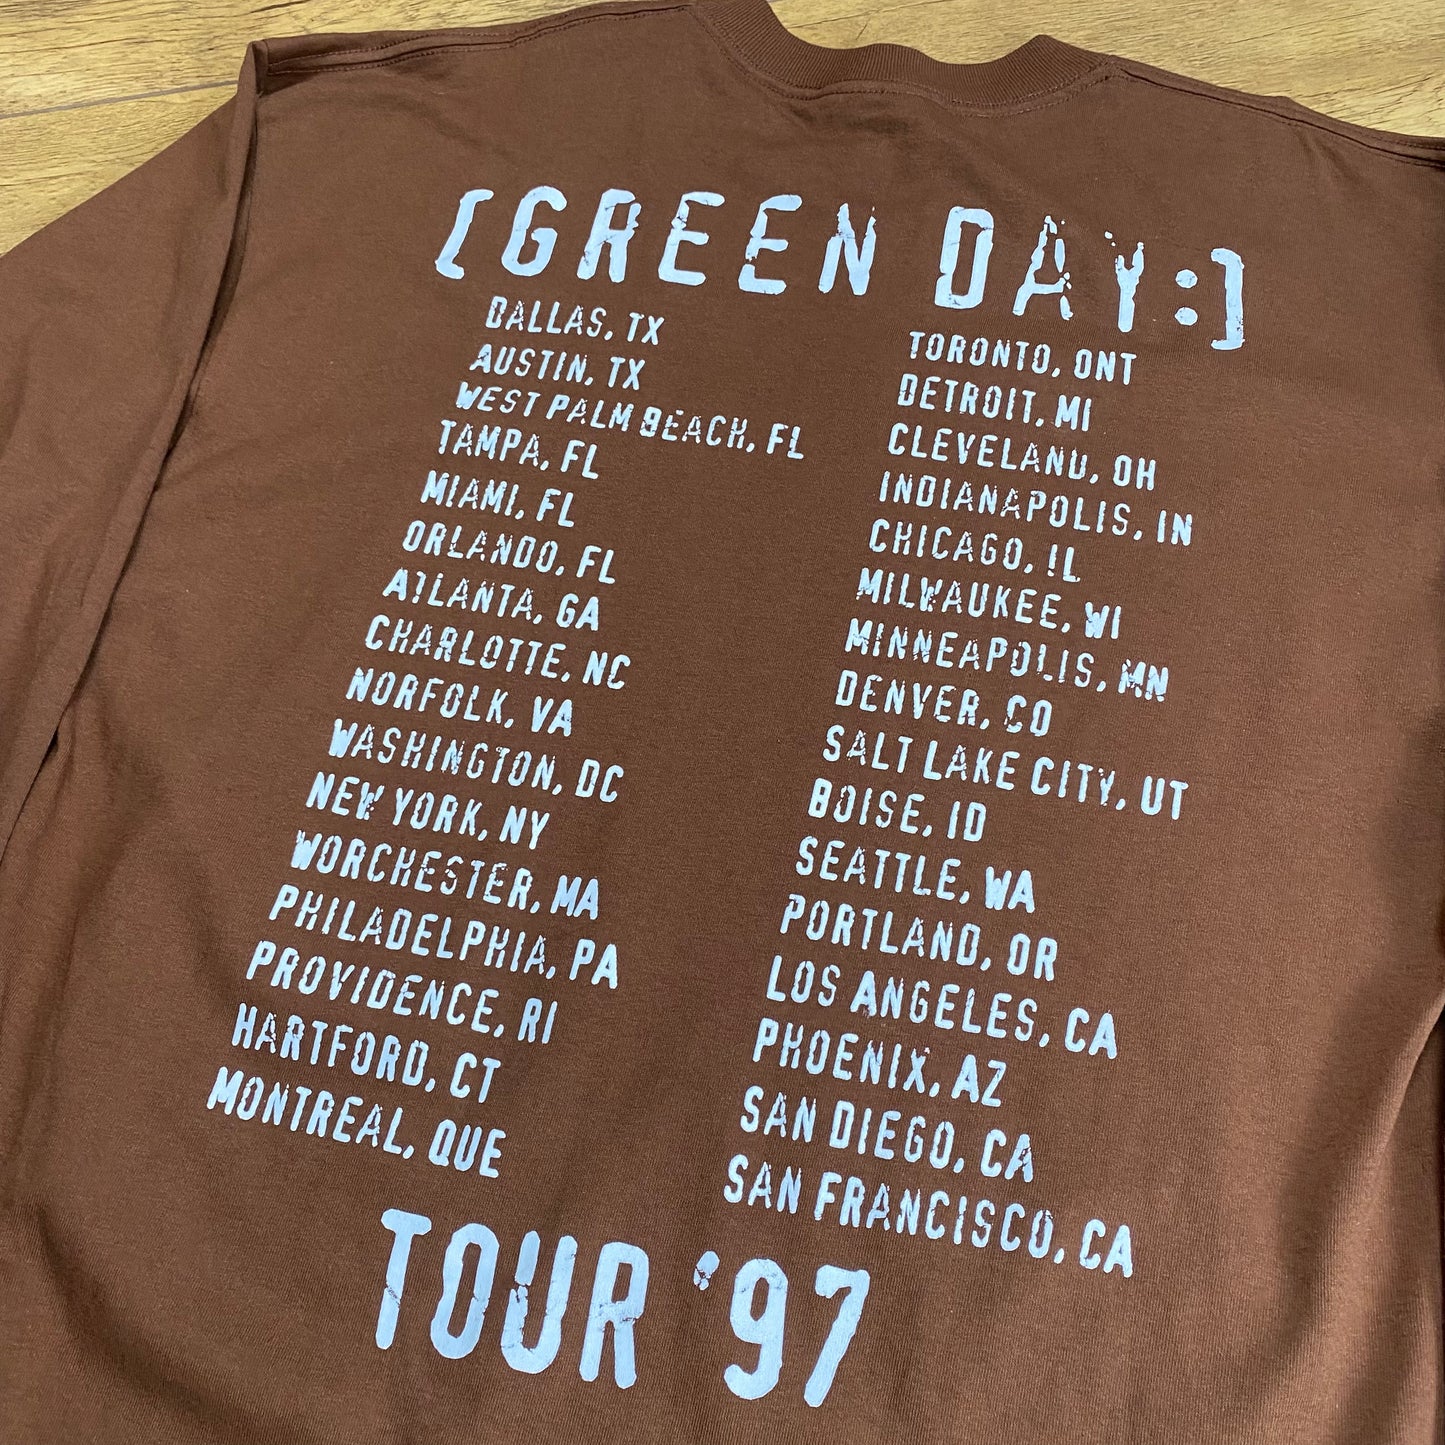 [GREEN DAY:]
DALLAS, TX
AUSTIN, TX
WEST PALM BEACH, FL
TAMPA, FL
MIAMI, FL
ORLANDO, FL
ATLANTA, GA
CHARLOTTE, NC
NORFOLK, VA
WASHINGTON, DC
NEW YORK, NY
WORCHESTER, MA
PHILADELPHIA, PA
PROVIDENCE, RI
HARTFORD, CT
MONTREAL, QUE
TORONTO, ONT
DETROIT, MI
CLEVELAND, OH
INDIANAPOLIS, IN
CHICAGO, IL
MILWAUKEE, WI
MINNEAPOLIS, MN
DENVER, CO
SALT LAKE CITY, UT
BOISE, ID
SEATTLE, WA
PORTLAND, OR
LOS ANGELES, CA
PHOENIX, AZ
SAN DIEGO, CA
SAN FRANCISCO, CA
TOUR '97